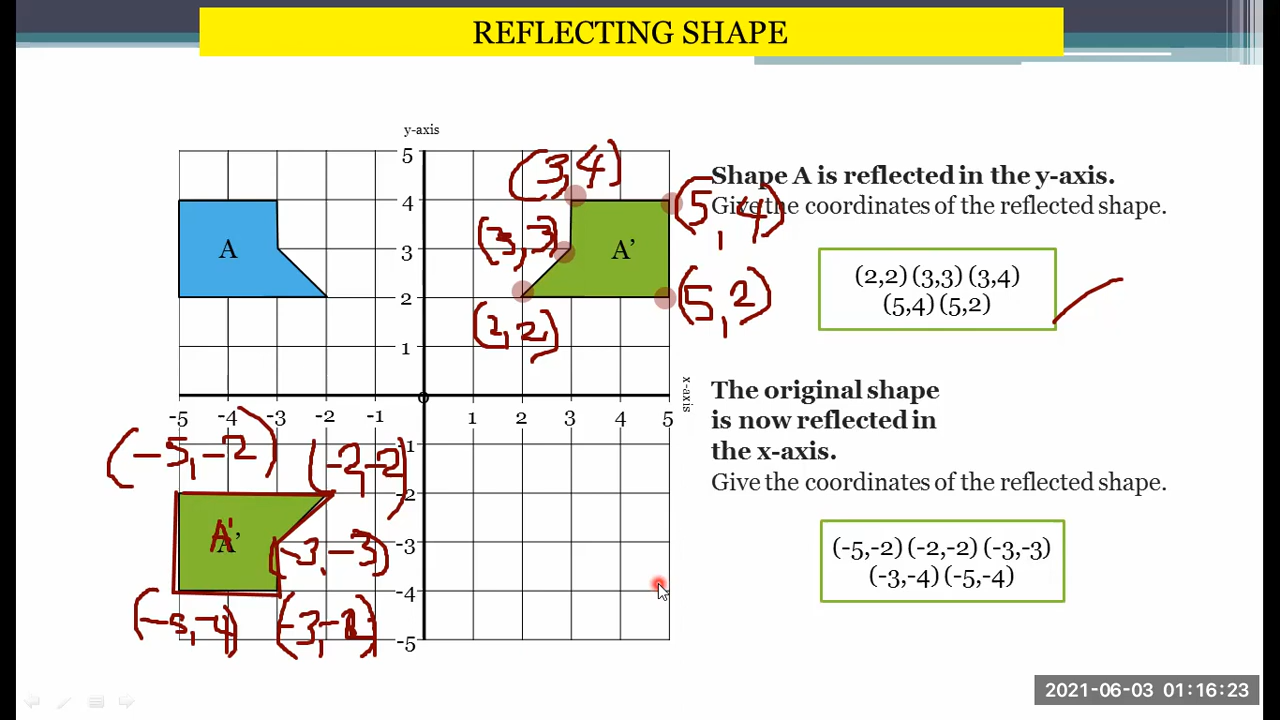 REFLECTING SHAPE
y-axis
5
(3,4)
Shape A is reflected in the y-axis.
4
(5,4)
Give the coordinates of the reflected shape.
A
3
(3,3)
A’
(2,2) (3,3) (3,4)
(5,4) (5,2)
2
(5,2)
(2,2)
1
x-axis
The original shape
is now reflected in
the x-axis.
Give the coordinates of the reflected shape.
0
-5 -4 -3 -2 -1 1 2 3 4 5
-1
(-5,-2) (-2-2)
-2
A'
A’
(-3,-3)
-3
(-5,-2) (-2,-2) (-3,-3)
(-3,-4) (-5,-4)
-4
(-5,-4)
-5
2021-06-03 01:16:23